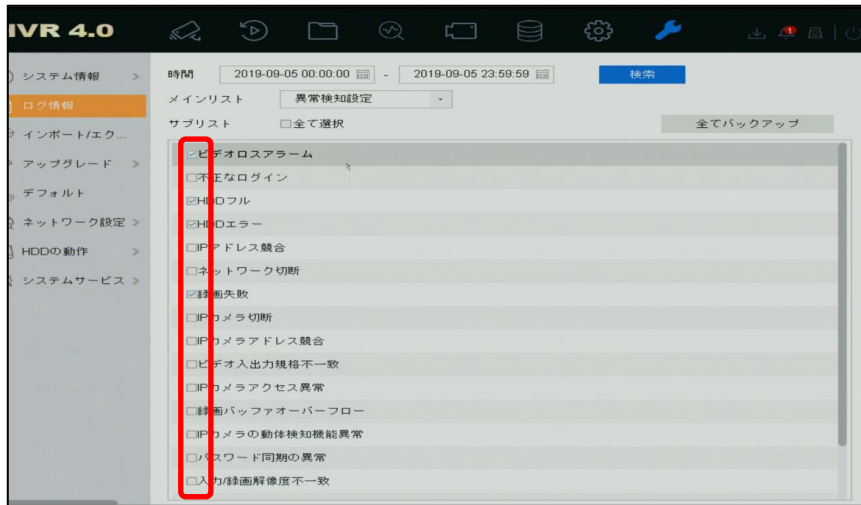 IVR 4.0
システム情報 >
ログ情報
インポート/エク...
アップグレード >
デフォルト
ネットワーク設定 >
HDDの動作 >
システムサービス >
時間 2019-09-05 00:00:00 - 2019-09-05 23:59:59 検索
メインリスト 異常検知設定
サブリスト 全て選択 全てバックアップ
ビデオロスアラーム
不正なログイン
HDDフル
HDDエラー
IPアドレス競合
ネットワーク切断
録画失敗
IPカメラ切断
IPカメラアドレス競合
ビデオ入出力規格不一致
IPカメラアクセス異常
録画バッファオーバーフロー
IPカメラの動体検知機能異常
パスワード同期の異常
入力/録画解像度不一致